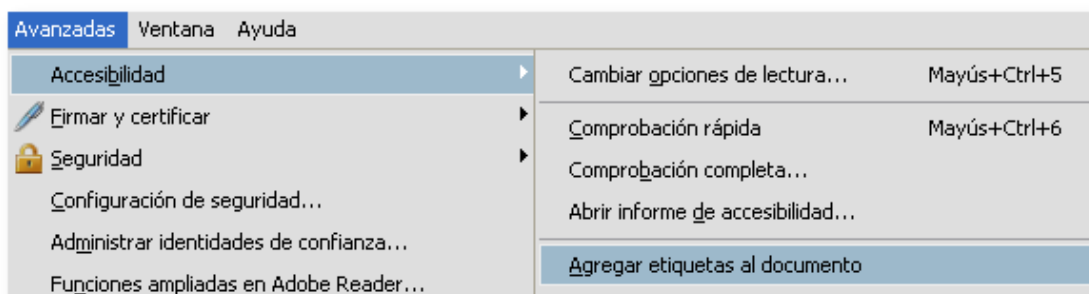 Avanzadas Ventana Ayuda
Accesibilidad
Firmar y certificar
Seguridad
Configuración de seguridad...
Administrar identidades de confianza...
Funciones ampliadas en Adobe Reader...
Cambiar opciones de lectura... Mayús+Ctrl+5
Comprobación rápida Mayús+Ctrl+6
Comprobación completa...
Abrir informe de accesibilidad...
Agregar etiquetas al documento